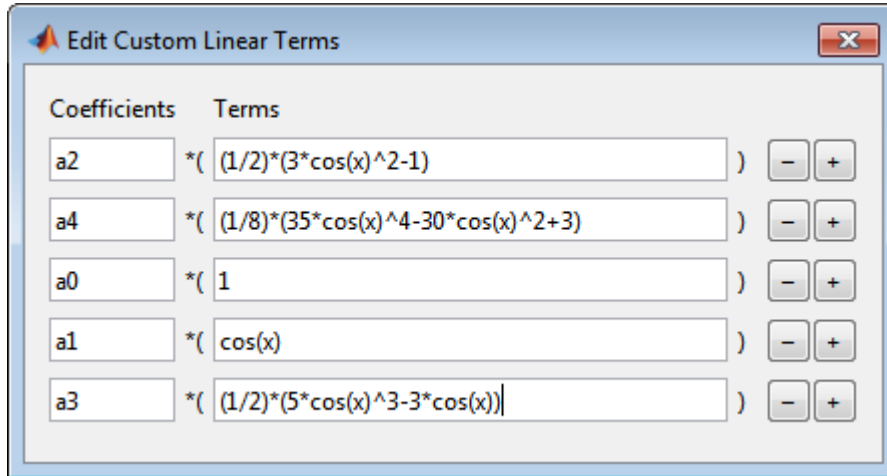 Edit Custom Linear Terms
Coefficients Terms
a2 *( (1/2)*(3*cos(x)^2-1) ) - +
a4 *( (1/8)*(35*cos(x)^4-30*cos(x)^2+3) ) - +
a0 *( 1 ) - +
a1 *( cos(x) ) - +
a3 *( (1/2)*(5*cos(x)^3-3*cos(x)) ) - +